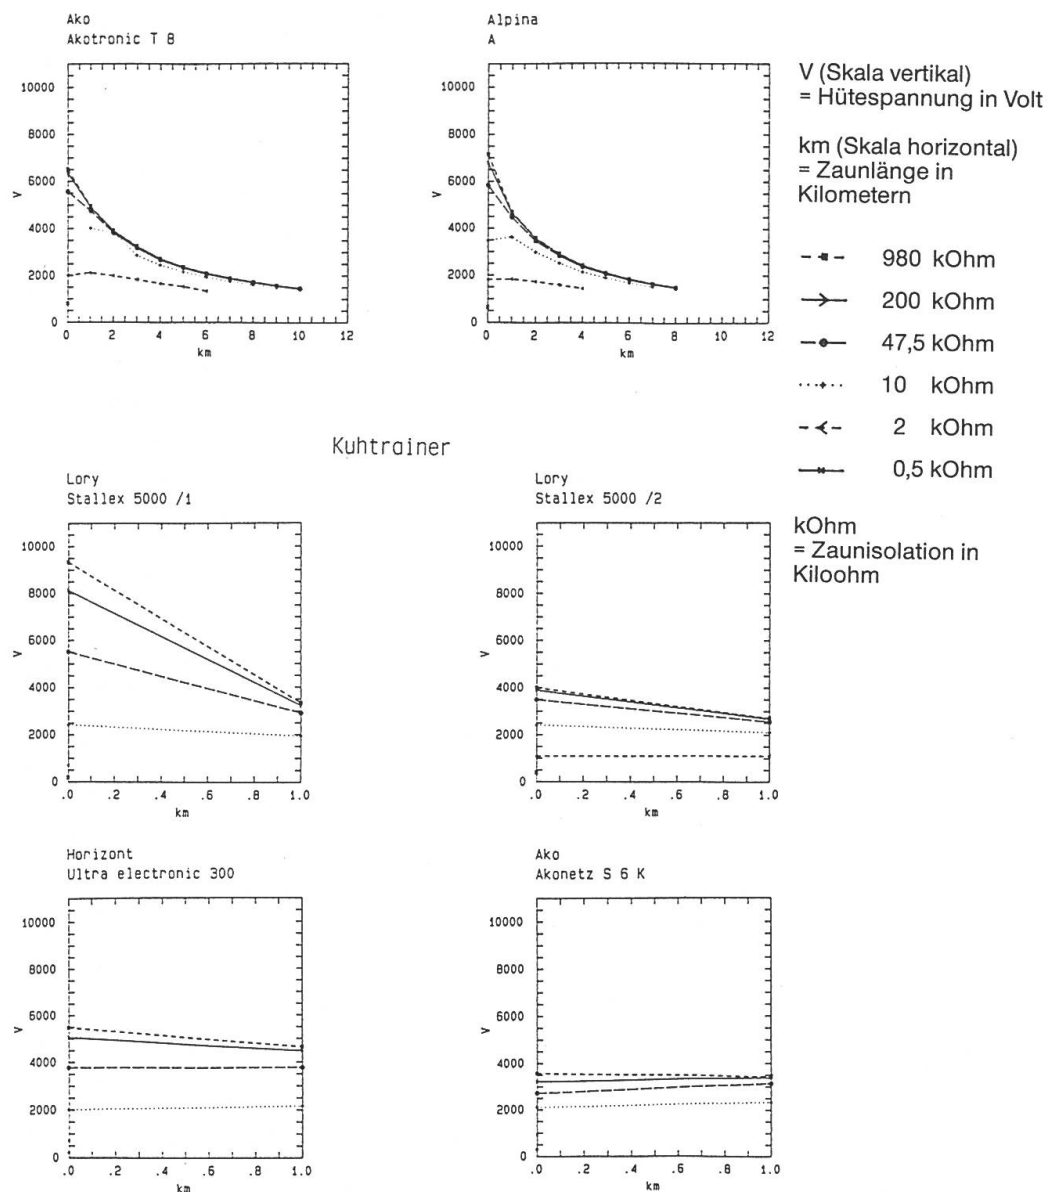 Ako
Akotronic T 8
V
10000
8000
6000
4000
2000
0
0 2 4 6 8 10 12
km
Alpina
A
V
10000
8000
6000
4000
2000
0
0 2 4 6 8 10 12
km
V (Skala vertikal)
= Hütespannung in Volt
km (Skala horizontal)
= Zaunlänge in
Kilometern
980 kOhm
200 kOhm
47,5 kOhm
10 kOhm
2 kOhm
0,5 kOhm
kOhm
= Zaunisolation in
Kiloohm
Kuhtrainer
Lory
Stallex 5000 /1
V
10000
8000
6000
4000
2000
0
.0 .2 .4 .6 .8 1.0
km
Lory
Stallex 5000 /2
V
10000
8000
6000
4000
2000
0
.0 .2 .4 .6 .8 1.0
km
Horizont
Ultra electronic 300
V
10000
8000
6000
4000
2000
0
.0 .2 .4 .6 .8 1.0
km
Ako
Akonetz S 6 K
V
10000
8000
6000
4000
2000
0
.0 .2 .4 .6 .8 1.0
km